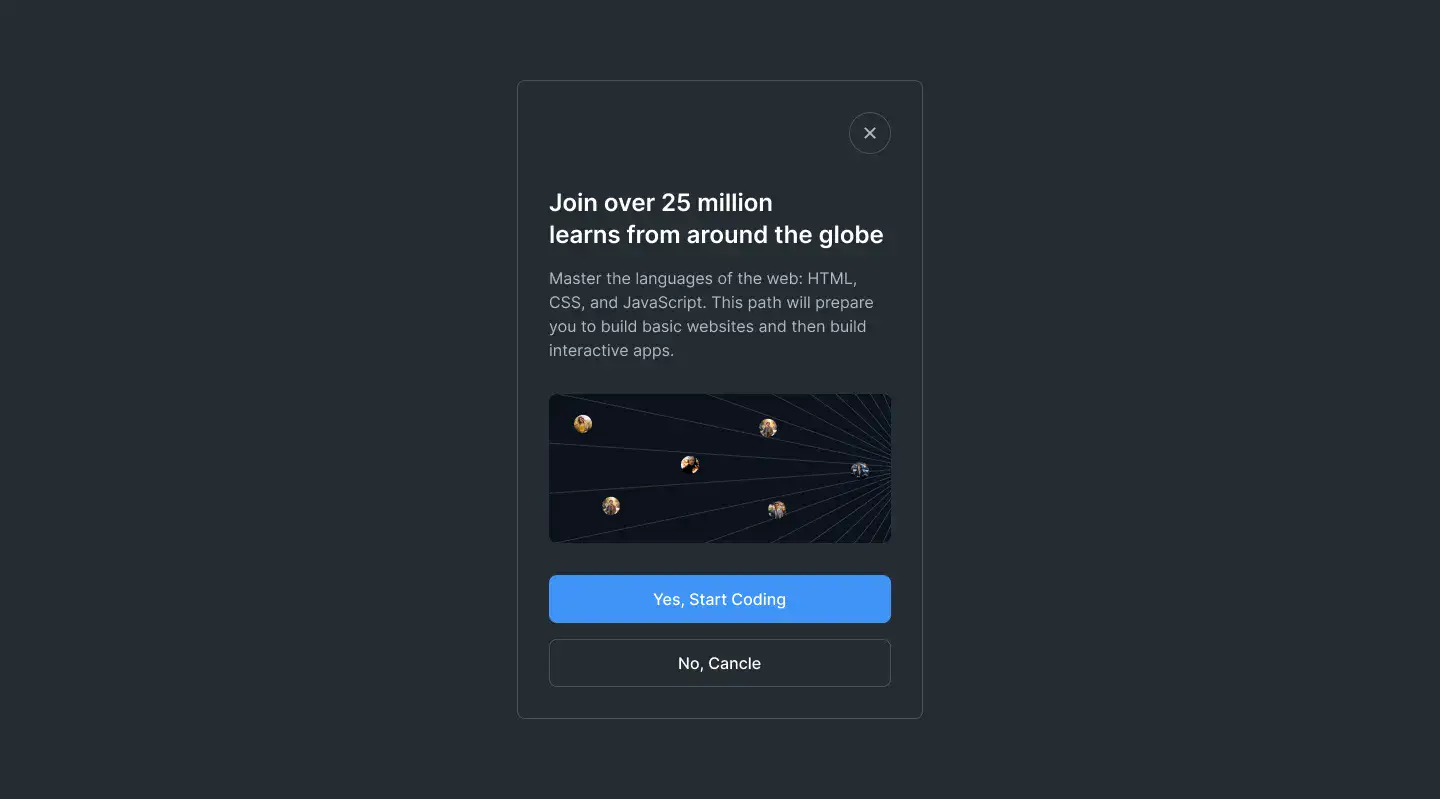 Join over 25 million
learns from around the globe
Master the languages of the web: HTML,
CSS, and JavaScript. This path will prepare
you to build basic websites and then build
interactive apps.
Yes, Start Coding
No, Cancle